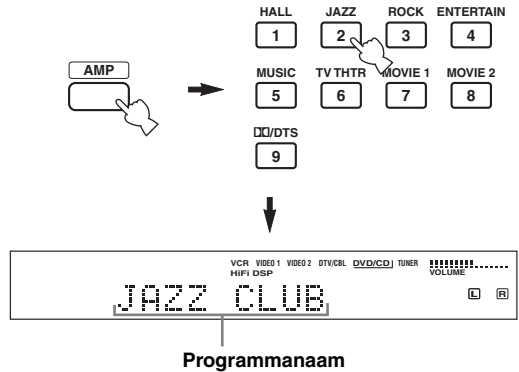 HALL JAZZ ROCK ENTERTAIN
1 2 3 4
AMP
MUSIC TV THTR MOVIE 1 MOVIE 2
5 6 7 8
DD/DTS
9
VCR VIDEO 1 VIDEO 2 DTV/CBL DVD/CD TUNER
VOLUME
HiFi DSP
JAZZ CLUB
L R
Programmanaam